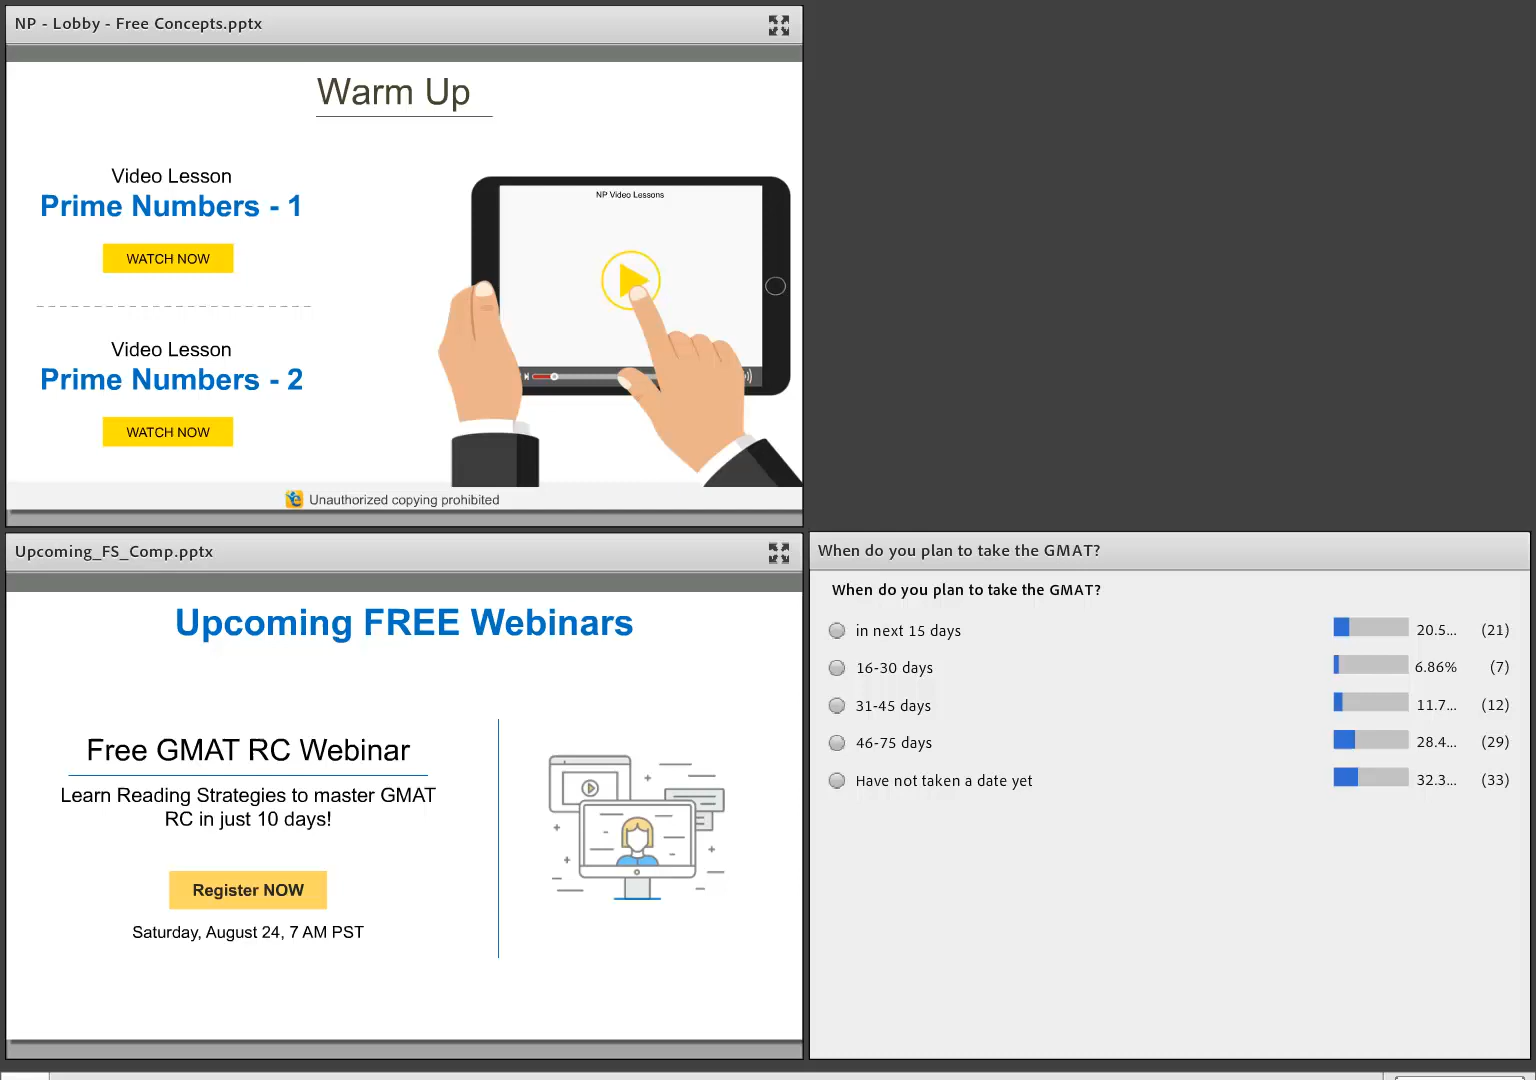 NP - Lobby - Free Concepts.pptx
Warm Up
Video Lesson
Prime Numbers - 1
WATCH NOW
Video Lesson
Prime Numbers - 2
WATCH NOW
NP Video Lessons
Unauthorized copying prohibited
Upcoming_FS_Comp.pptx
Upcoming FREE Webinars
Free GMAT RC Webinar
Learn Reading Strategies to master GMAT
RC in just 10 days!
Register NOW
Saturday, August 24, 7 AM PST
When do you plan to take the GMAT?
When do you plan to take the GMAT?
in next 15 days 20.5... (21)
16-30 days 6.86% (7)
31-45 days 11.7... (12)
46-75 days 28.4... (29)
Have not taken a date yet 32.3... (33)